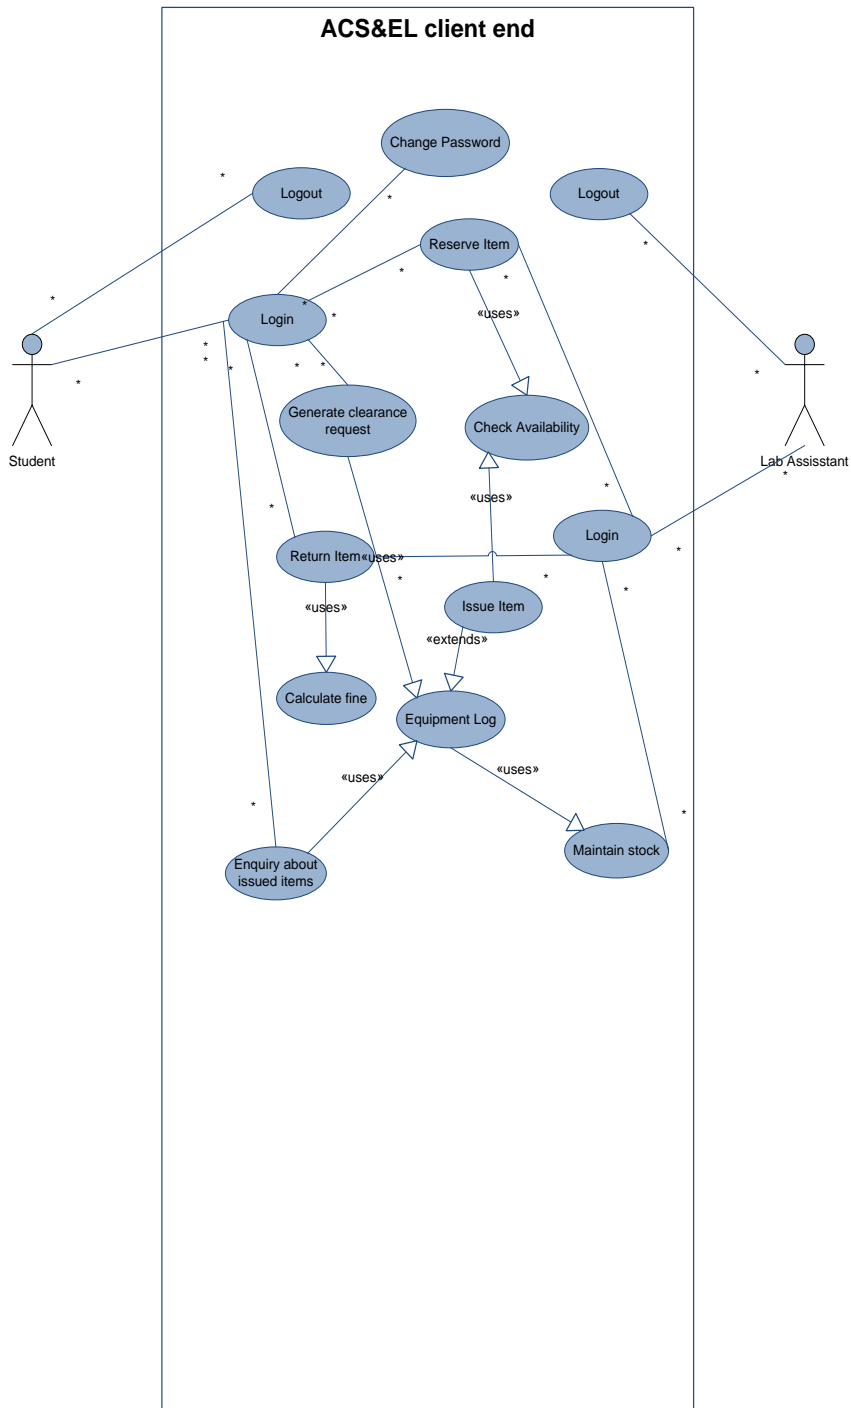 ACS&EL client end
Change Password
*
Logout
Logout
*
*
Reserve Item
*
*
*
*
«uses»
*
*
Login
*
*
*
*
*
*
*
*
*
Generate clearance
request
Check Availability
Student
Lab Assisstant
*
*
«uses»
*
Login
*
Return Item
«uses»
*
*
*
«uses»
Issue Item
«extends»
Calculate fine
Equipment Log
«uses»
«uses»
*
*
Maintain stock
Enquiry about
issued items